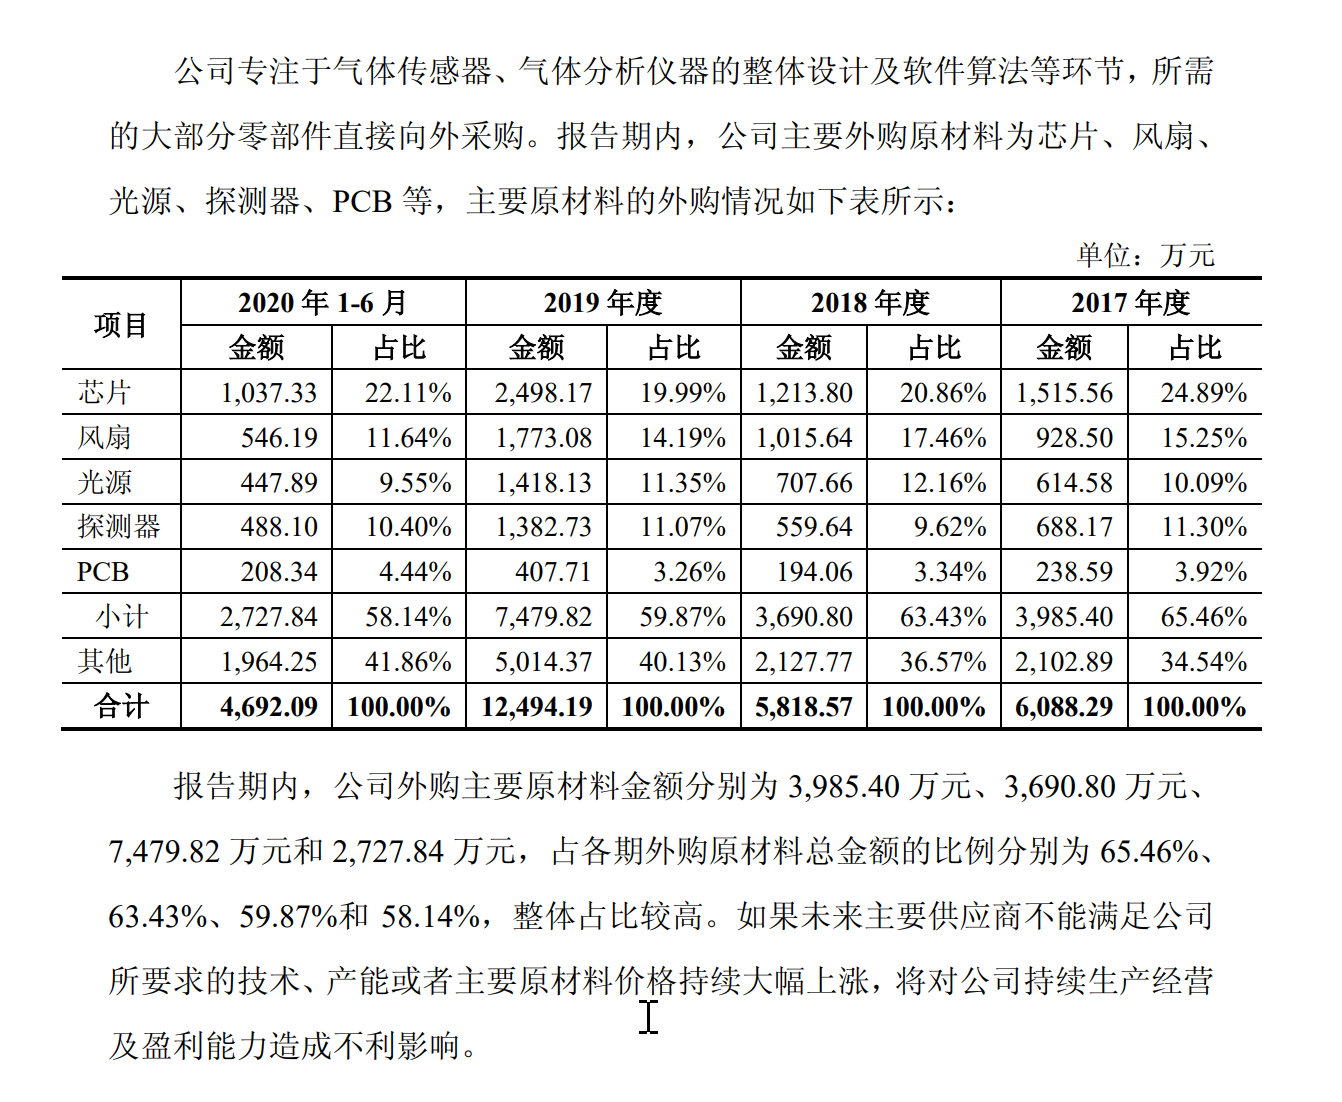 公司专注于气体传感器、气体分析仪器的整体设计及软件算法等环节，所需
的大部分零部件直接向外采购。报告期内，公司主要外购原材料为芯片、风扇、
光源、探测器、PCB 等，主要原材料的外购情况如下表所示：
单位：万元
项目 2020 年 1-6 月 2019 年度 2018 年度 2017 年度
金额 占比 金额 占比 金额 占比 金额 占比
芯片 1,037.33 22.11% 2,498.17 19.99% 1,213.80 20.86% 1,515.56 24.89%
风扇 546.19 11.64% 1,773.08 14.19% 1,015.64 17.46% 928.50 15.25%
光源 447.89 9.55% 1,418.13 11.35% 707.66 12.16% 614.58 10.09%
探测器 488.10 10.40% 1,382.73 11.07% 559.64 9.62% 688.17 11.30%
PCB 208.34 4.44% 407.71 3.26% 194.06 3.34% 238.59 3.92%
小计 2,727.84 58.14% 7,479.82 59.87% 3,690.80 63.43% 3,985.40 65.46%
其他 1,964.25 41.86% 5,014.37 40.13% 2,127.77 36.57% 2,102.89 34.54%
合计 4,692.09 100.00% 12,494.19 100.00% 5,818.57 100.00% 6,088.29 100.00%
报告期内，公司外购主要原材料金额分别为 3,985.40 万元、3,690.80 万元、
7,479.82 万元和 2,727.84 万元，占各期外购原材料总金额的比例分别为 65.46%、
63.43%、59.87%和 58.14%，整体占比较高。如果未来主要供应商不能满足公司
所要求的技术、产能或者主要原材料价格持续大幅上涨，将对公司持续生产经营
及盈利能力造成不利影响。